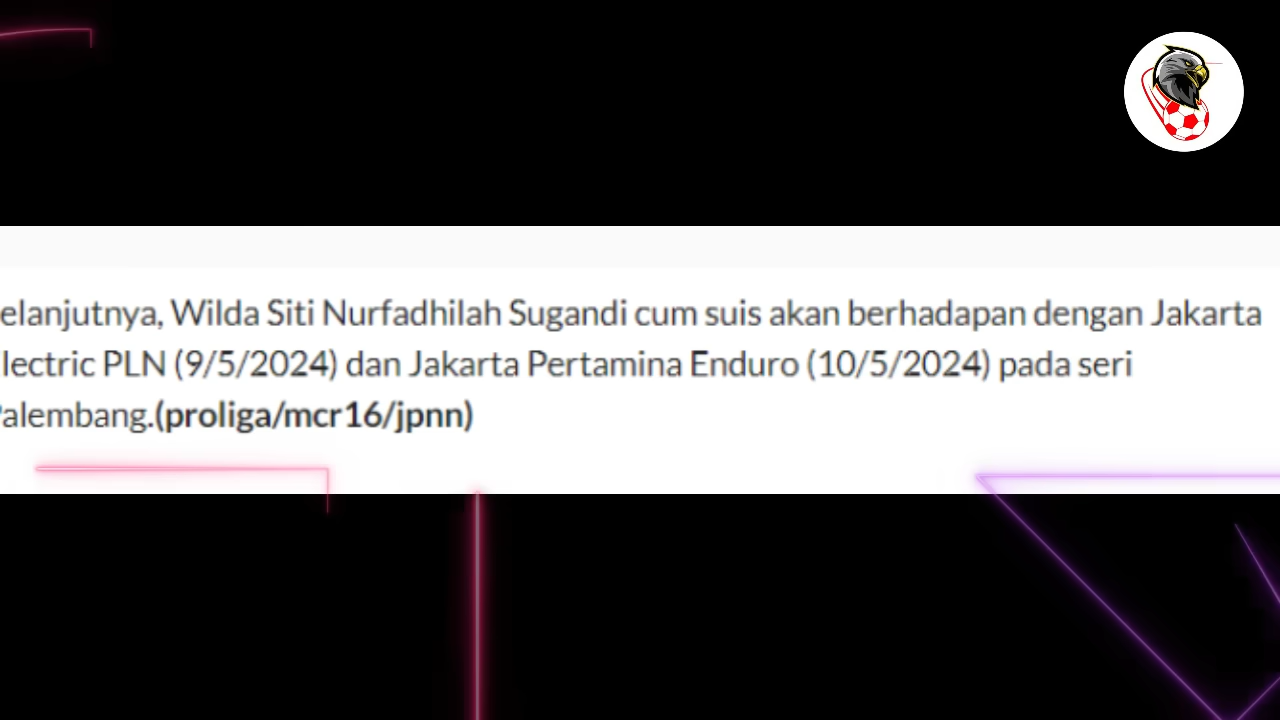 elanjutnya, Wilda Siti Nurfadhilah Sugandi cum suis akan berhadapan dengan Jakarta
lectric PLN (9/5/2024) dan Jakarta Pertamina Enduro (10/5/2024) pada seri
alembang.(proliga/mcr16/jpnn)